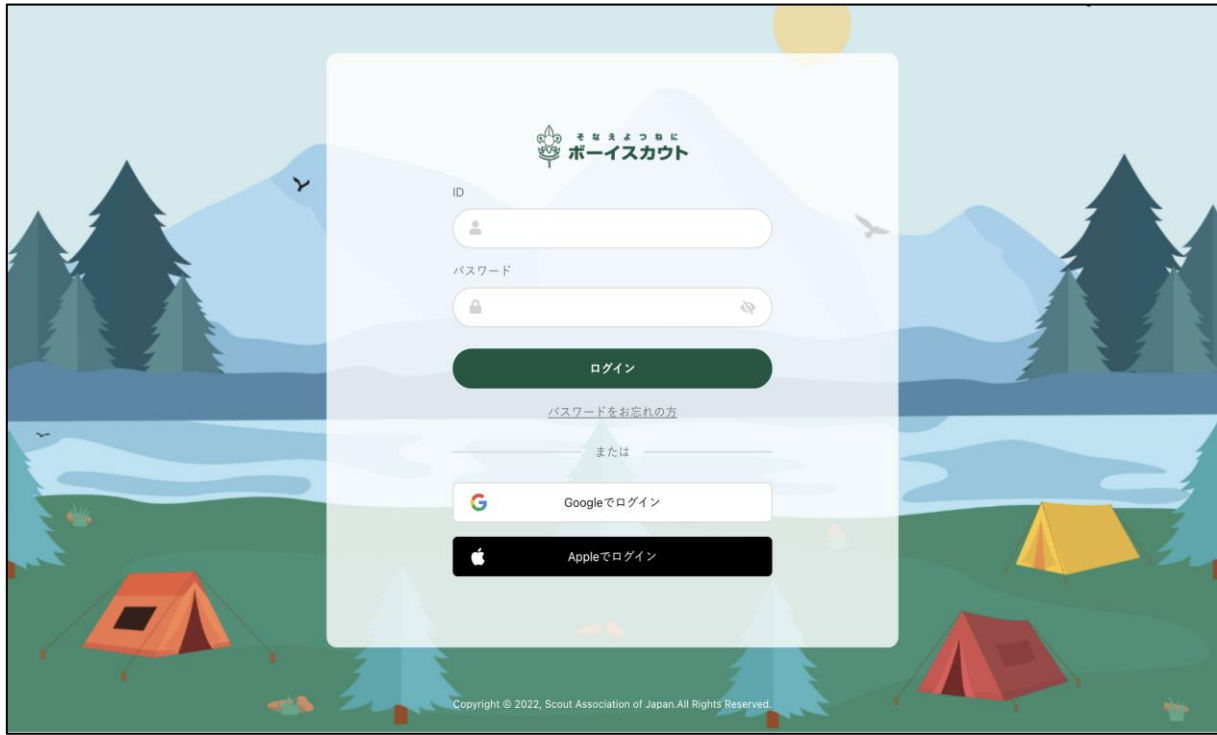 そなえよつねに
ボーイスカウト
ID
パスワード
ログイン
パスワードをお忘れの方
または
Googleでログイン
Appleでログイン
Copyright © 2022, Scout Association of Japan.All Rights Reserved.